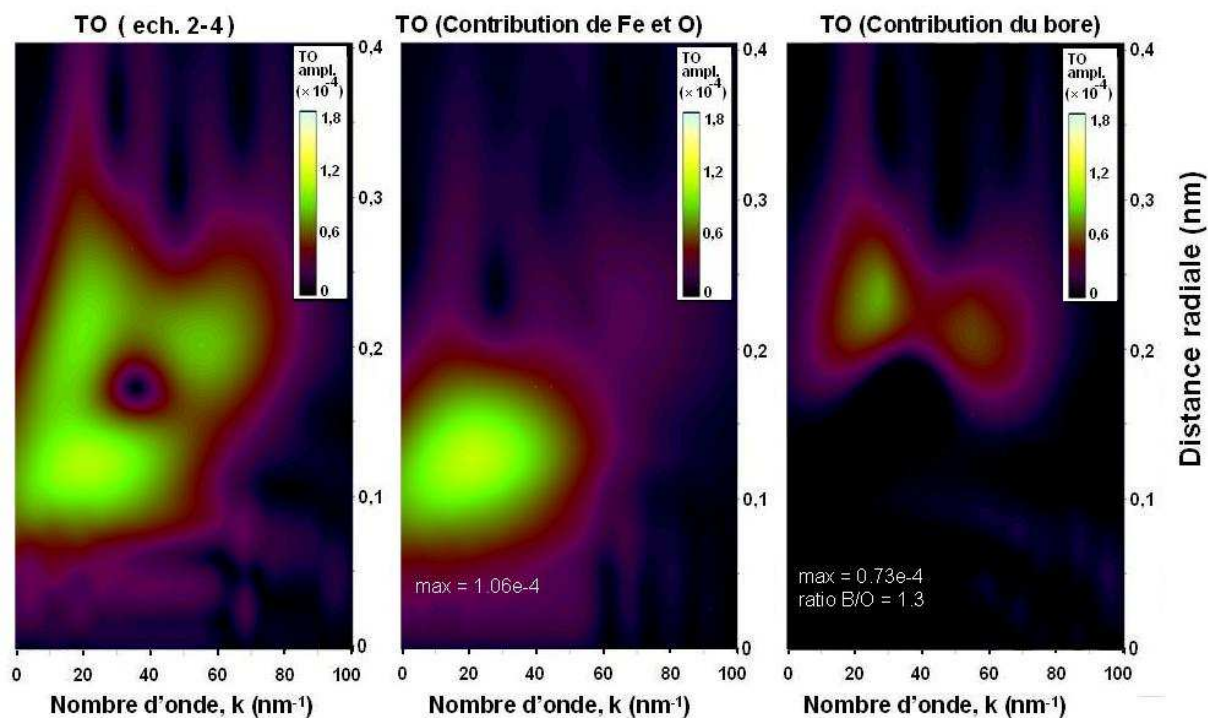 TO ( ech. 2-4)
TO (Contribution de Fe et O)
TO (Contribution du bore)
TO
ampl.
(×10⁻⁴)
1,8
1,2
0,6
0
TO
ampl.
(×10⁻⁴)
1,8
1,2
0,6
0
TO
ampl.
(×10⁻⁴)
1,8
1,2
0,6
0
0,4
0,3
0,2
0,1
0
0,4
0,3
0,2
0,1
0
0,4
0,3
0,2
0,1
0
Distance radiale (nm)
max = 1.06e-4
max = 0.73e-4
ratio B/O = 1.3
0 20 40 60 80 100
0 20 40 60 80 100
0 20 40 60 80 100
Nombre d'onde, k (nm⁻¹)
Nombre d'onde, k (nm⁻¹)
Nombre d'onde, k (nm⁻¹)